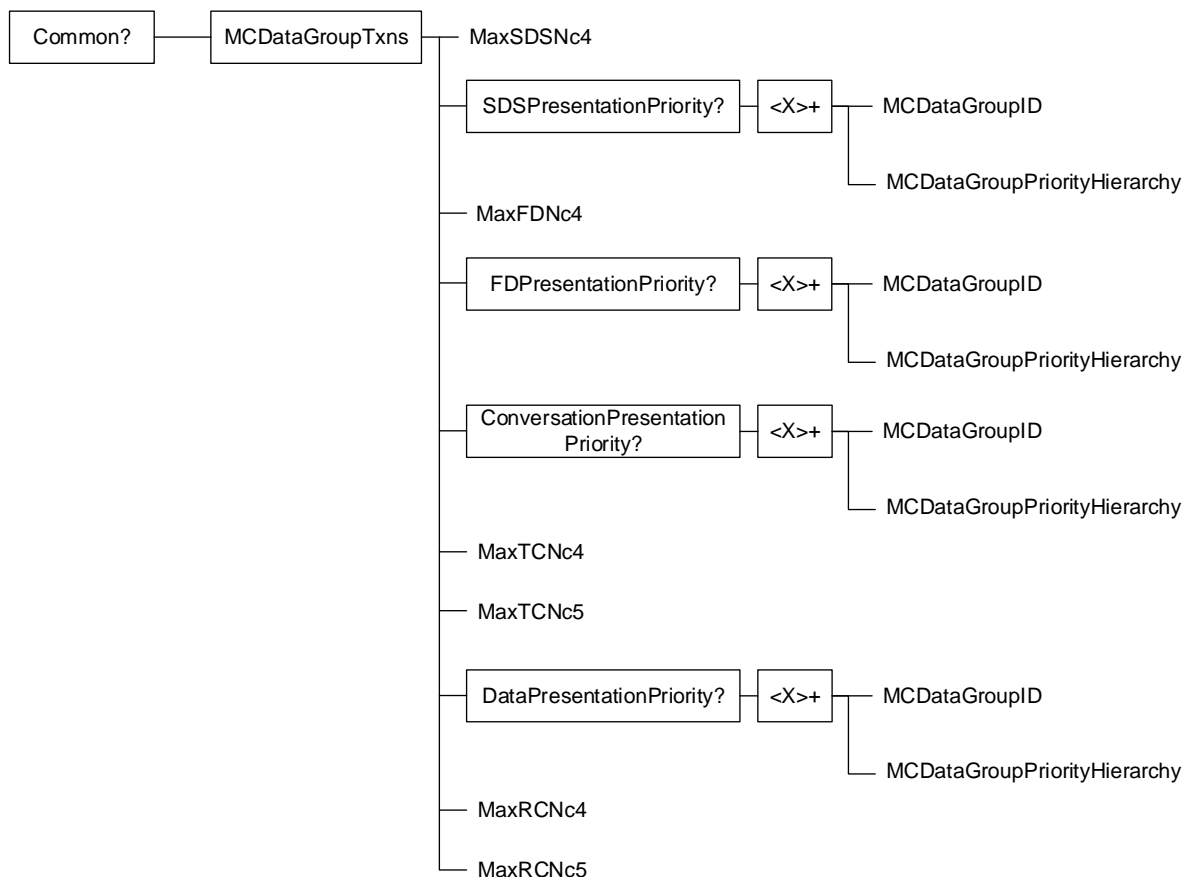 Common?
MCDataGroupTxns
MaxSDSNc4
SDSPresentationPriority?
<X>+
MCDataGroupID
MCDataGroupPriorityHierarchy
MaxFDNc4
FDPresentationPriority?
<X>+
MCDataGroupID
MCDataGroupPriorityHierarchy
ConversationPresentation
Priority?
<X>+
MCDataGroupID
MCDataGroupPriorityHierarchy
MaxTCNc4
MaxTCNc5
DataPresentationPriority?
<X>+
MCDataGroupID
MCDataGroupPriorityHierarchy
MaxRCNc4
MaxRCNc5